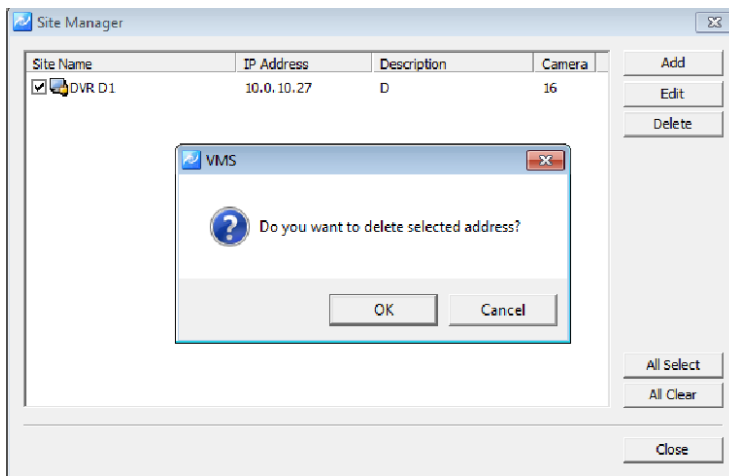 Site Manager
Site Name IP Address Description Camera
DVR D1 10.0.10.27 D 16
Add
Edit
Delete
VMS
Do you want to delete selected address?
OK Cancel
All Select
All Clear
Close